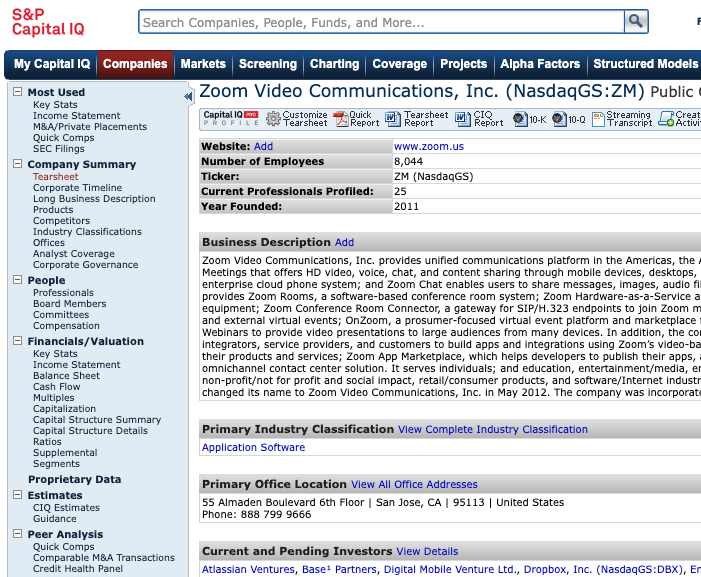 S&P
Capital IQ
Search Companies, People, Funds, and More...
My Capital IQ Companies Markets Screening Charting Coverage Projects Alpha Factors Structured Models
Most Used
Key Stats
Income Statement
M&A/Private Placements
Quick Comps
SEC Filings
Company Summary
Tearsheet
Corporate Timeline
Long Business Description
Products
Competitors
Industry Classifications
Offices
Analyst Coverage
Corporate Governance
People
Professionals
Board Members
Committees
Compensation
Financials/Valuation
Key Stats
Income Statement
Balance Sheet
Cash Flow
Multiples
Capitalization
Capital Structure Summary
Capital Structure Details
Ratios
Supplemental
Segments
Proprietary Data
Estimates
CIQ Estimates
Guidance
Peer Analysis
Quick Comps
Comparable M&A Transactions
Credit Health Panel
Zoom Video Communications, Inc. (NasdaqGS:ZM) Public
Capital IQ PRO
PROFILE
Customize
Tearsheet
Quick
Report
Tearsheet
Report
CIQ
Report
10-K
10-Q
Streaming
Transcript
Creat
Activi
Website: Add www.zoom.us
Number of Employees 8,044
Ticker: ZM (NasdaqGS)
Current Professionals Profiled: 25
Year Founded: 2011
Business Description Add
Zoom Video Communications, Inc. provides unified communications platform in the Americas, the A
Meetings that offers HD video, voice, chat, and content sharing through mobile devices, desktops,
enterprise cloud phone system; and Zoom Chat enables users to share messages, images, audio fi
provides Zoom Rooms, a software-based conference room system; Zoom Hardware-as-a-Service a
equipment; Zoom Conference Room Connector, a gateway for SIP/H.323 endpoints to join Zoom m
and external virtual events; OnZoom, a prosumer-focused virtual event platform and marketplace f
Webinars to provide video presentations to large audiences from many devices. In addition, the co
integrators, service providers, and customers to build apps and integrations using Zoom's video-ba
their products and services; Zoom App Marketplace, which helps developers to publish their apps, a
omnichannel contact center solution. It serves individuals; and education, entertainment/media, en
non-profit/not for profit and social impact, retail/consumer products, and software/Internet industr
changed its name to Zoom Video Communications, Inc. in May 2012. The company was incorporate
Primary Industry Classification View Complete Industry Classification
Application Software
Primary Office Location View All Office Addresses
55 Almaden Boulevard 6th Floor | San Jose, CA | 95113 | United States
Phone: 888 799 9666
Current and Pending Investors View Details
Atlassian Ventures, Base¹ Partners, Digital Mobile Venture Ltd., Dropbox, Inc. (NasdaqGS:DBX), Em